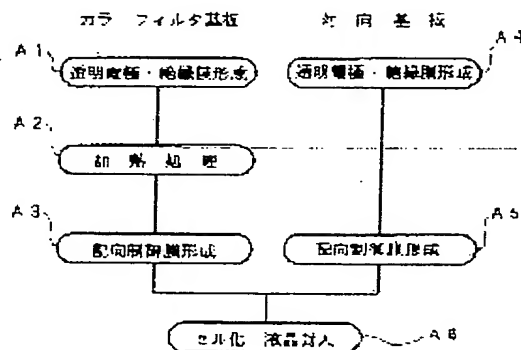 カラーフィルタ基板 対向基板
A1 透明電極・絶縁膜形成 透明電極・絶縁膜形成 A4
A2 加熱処理
A3 配向制御膜形成 配向制御膜形成 A5
セル化 液晶封入 A6